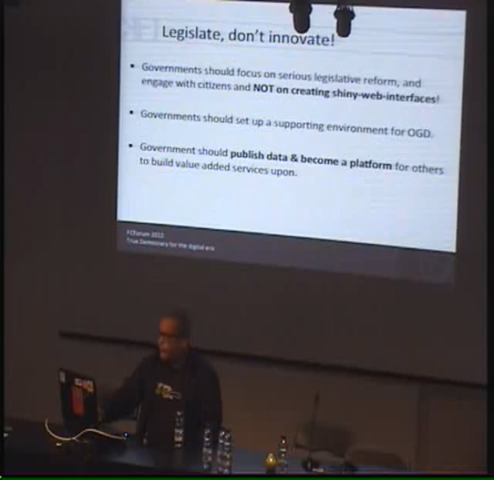 Legislate, don't innovate!
• Governments should focus on serious legislative reform, and
engage with citizens and NOT on creating shiny-web-interfaces!
• Governments should set up a supporting environment for OGD.
• Government should publish data & become a platform for others
to build value added services upon.
FCForum 2012
True Democracy for the digital era